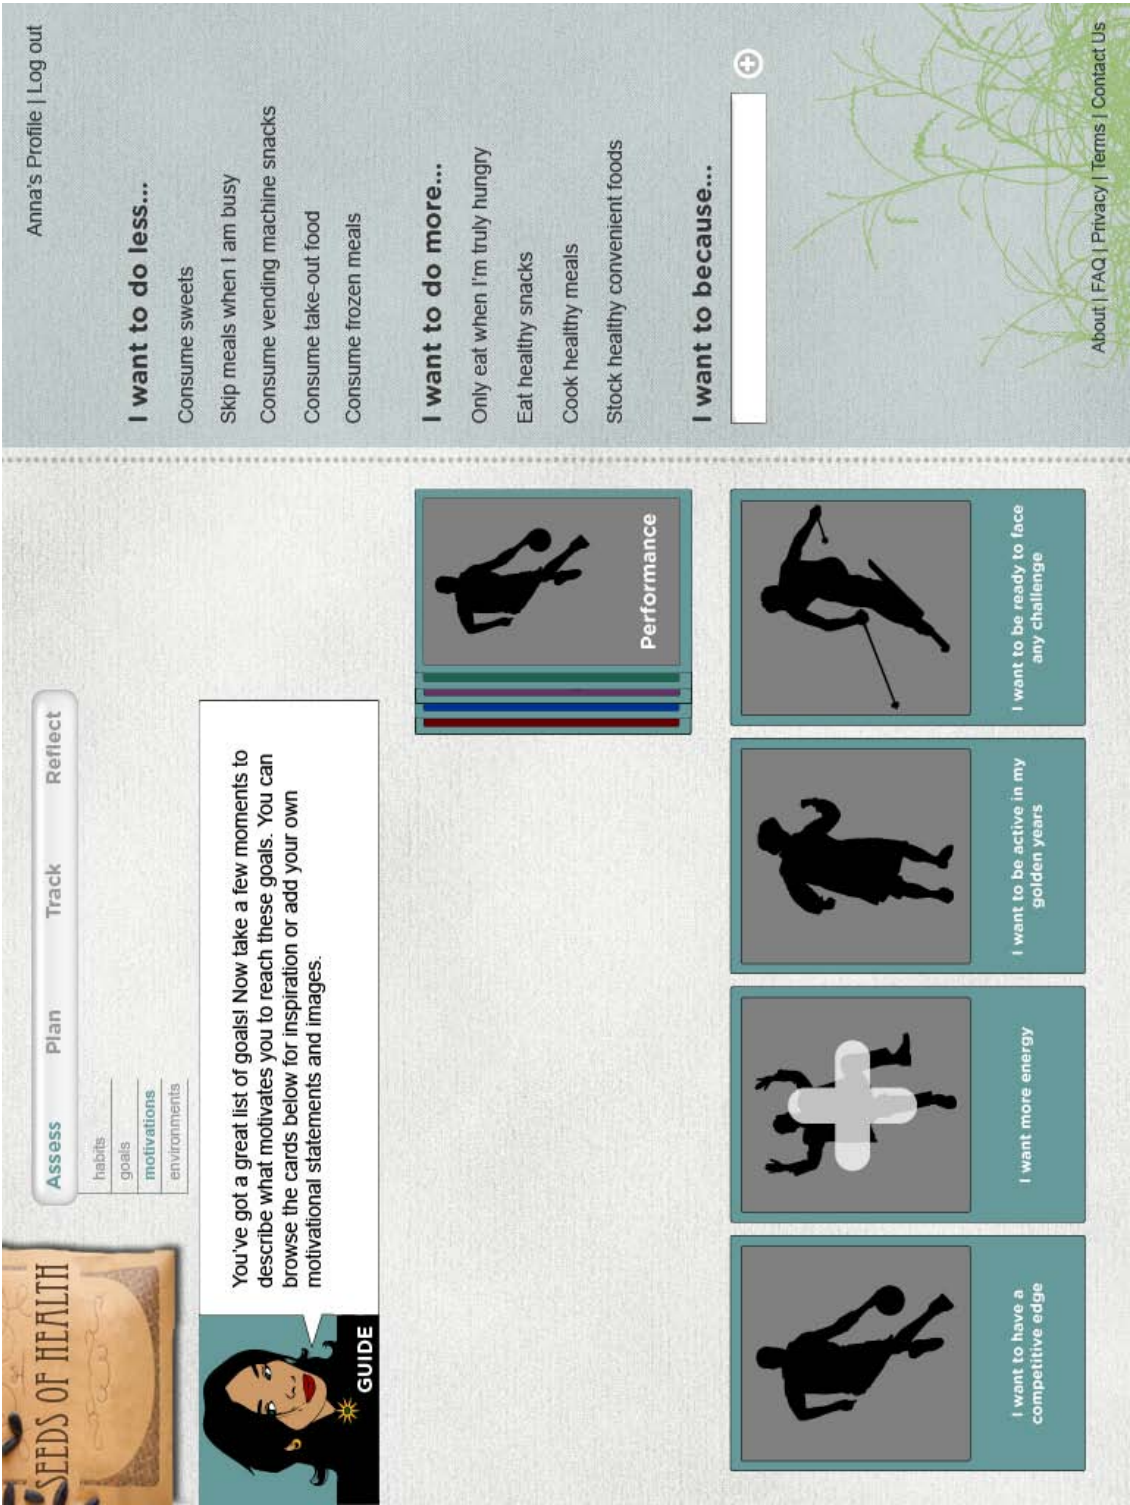 SEEDS OF HEALTH
Assess Plan Track Reflect
habits
goals
motivations
environments
Anna's Profile | Log out
GUIDE
You've got a great list of goals! Now take a few moments to
describe what motivates you to reach these goals. You can
browse the cards below for inspiration or add your own
motivational statements and images.
Performance
I want to have a
competitive edge
I want more energy
I want to be active in my
golden years
I want to be ready to face
any challenge
I want to do less...
Consume sweets
Skip meals when I am busy
Consume vending machine snacks
Consume take-out food
Consume frozen meals
I want to do more...
Only eat when I'm truly hungry
Eat healthy snacks
Cook healthy meals
Stock healthy convenient foods
I want to because...
About | FAQ | Privacy | Terms | Contact Us